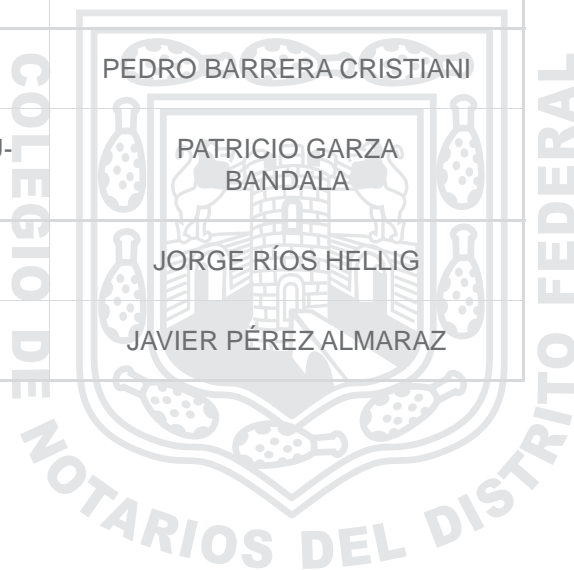 PEDRO BARRERA CRISTIANI
J-
PATRICIO GARZA
BANDALA
JORGE RÍOS HELLIG
JAVIER PÉREZ ALMARAZ
COLEGIO DE NOTARIOS DEL DISTRITO FEDERAL